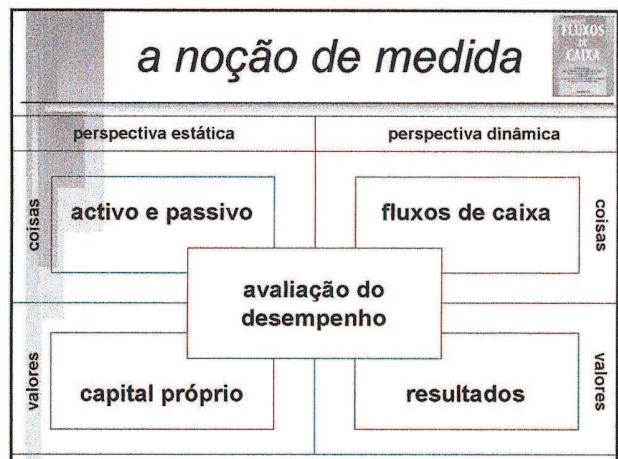 a noção de medida
FLUXOS
DE
CAIXA
perspectiva estática
perspectiva dinâmica
coisas
activo e passivo
fluxos de caixa
coisas
avaliação do
desempenho
valores
capital próprio
resultados
valores